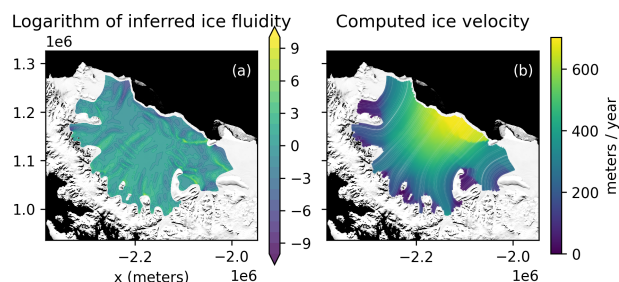 Logarithm of inferred ice fluidity
Computed ice velocity
1e6
(a)
(b)
1.3
1.2
1.1
1.0
−2.2
−2.0
x (meters)
1e6
9
6
3
0
−3
−6
−9
−2.2
−2.0
1e6
600
400
200
0
meters / year